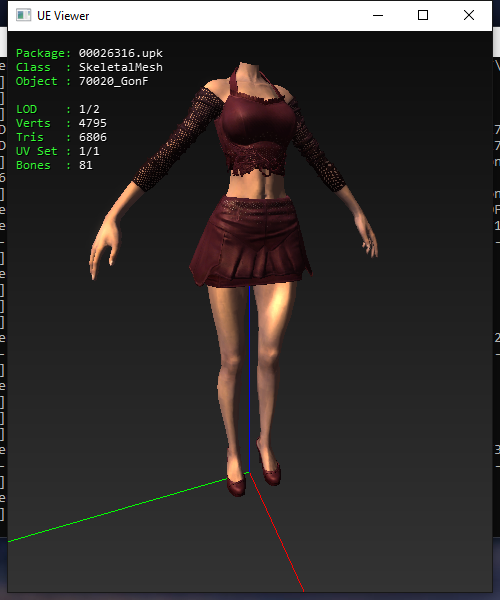 UE Viewer
Package: 00026316.upk
Class : SkeletalMesh
Object : 70020_GonF
LOD : 1/2
Verts : 4795
Tris : 6806
UV Set : 1/1
Bones : 81